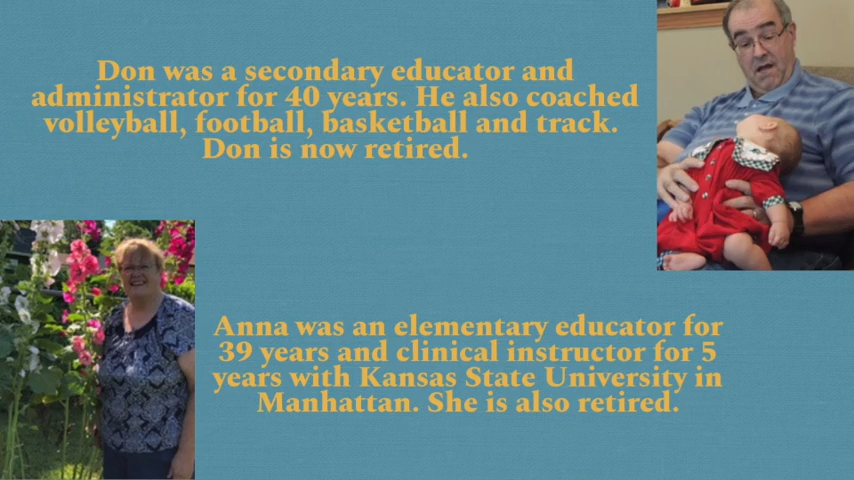 Don was a secondary educator and
administrator for 40 years. He also coached
volleyball, football, basketball and track.
Don is now retired.
Anna was an elementary educator for
39 years and clinical instructor for 5
years with Kansas State University in
Manhattan. She is also retired.